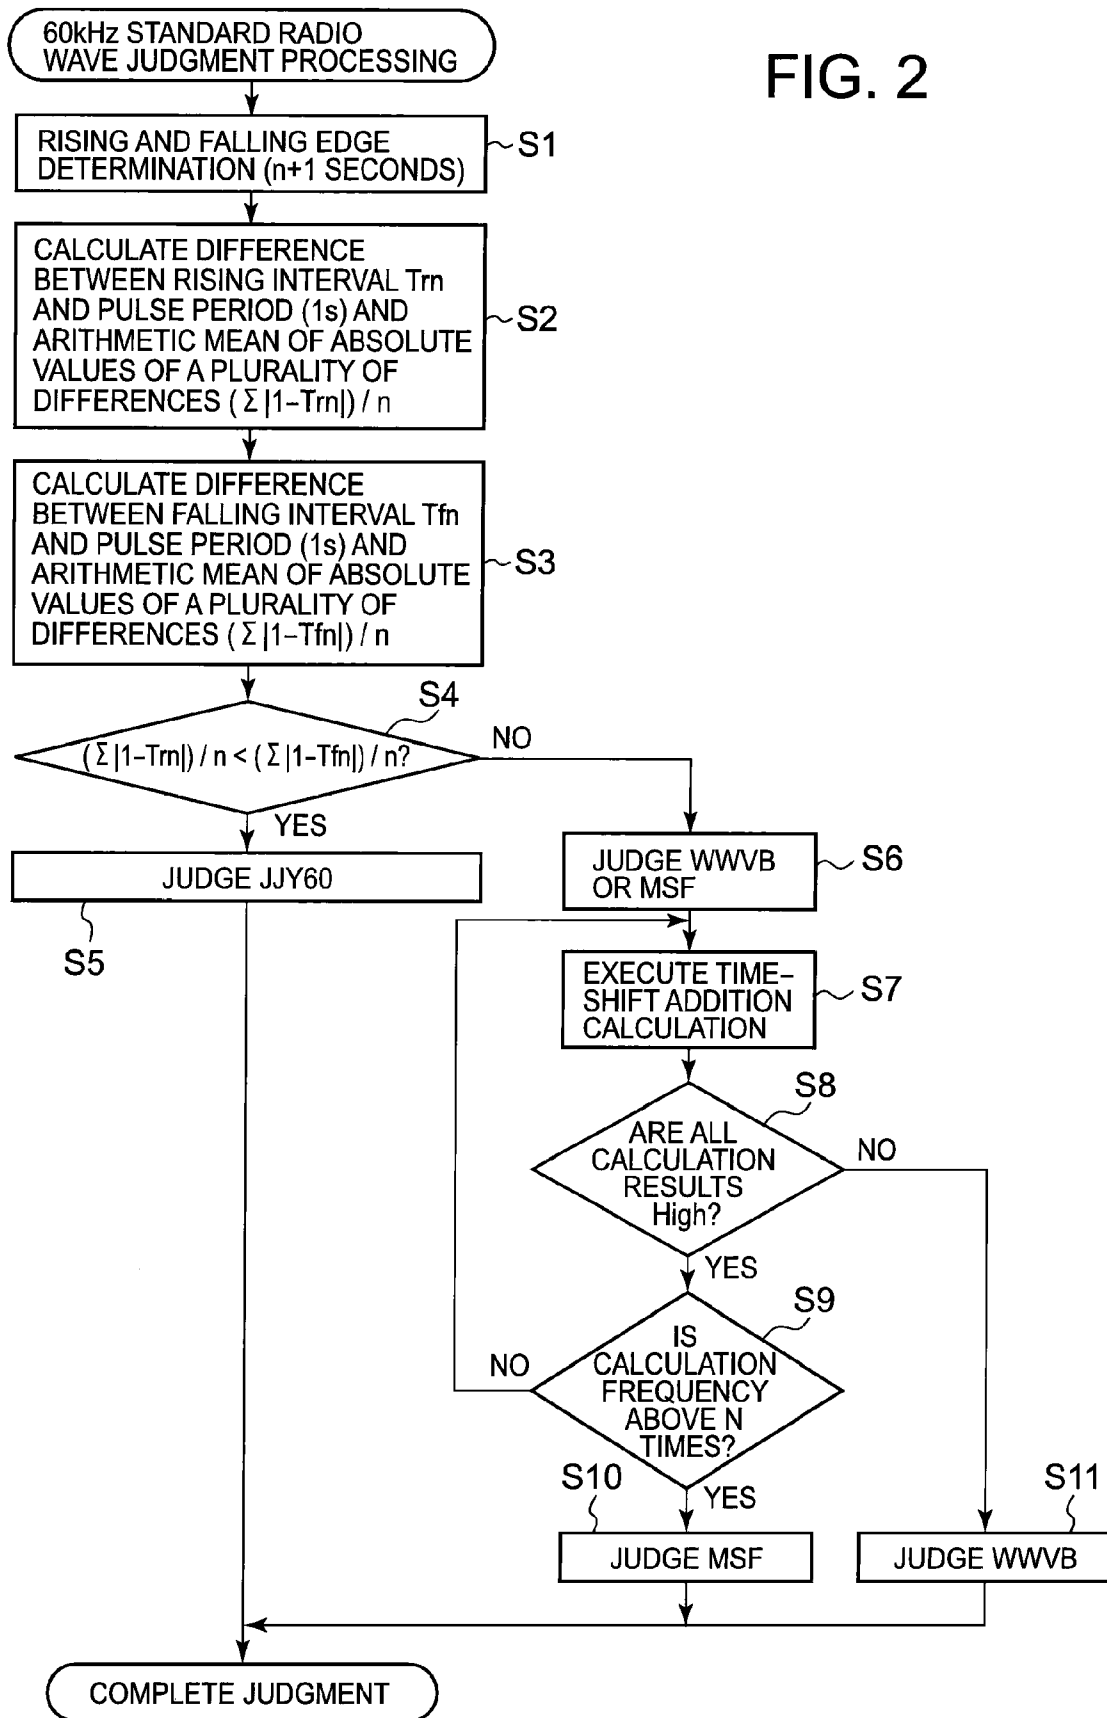 60kHz STANDARD RADIO
WAVE JUDGMENT PROCESSING
FIG. 2
RISING AND FALLING EDGE
DETERMINATION (n+1 SECONDS)
S1
CALCULATE DIFFERENCE
BETWEEN RISING INTERVAL Trn
AND PULSE PERIOD (1s) AND
ARITHMETIC MEAN OF ABSOLUTE
VALUES OF A PLURALITY OF
DIFFERENCES (Σ|1–Trn|) / n
S2
CALCULATE DIFFERENCE
BETWEEN FALLING INTERVAL Tfn
AND PULSE PERIOD (1s) AND
ARITHMETIC MEAN OF ABSOLUTE
VALUES OF A PLURALITY OF
DIFFERENCES (Σ|1–Tfn|) / n
S3
S4
(Σ|1–Trn|) / n < (Σ|1–Tfn|) / n?
NO
YES
JUDGE JJY60
S5
JUDGE WWVB
OR MSF
S6
EXECUTE TIME–
SHIFT ADDITION
CALCULATION
S7
S8
ARE ALL
CALCULATION
RESULTS
High?
NO
YES
S9
IS
CALCULATION
FREQUENCY
ABOVE N
TIMES?
NO
YES
S10
JUDGE MSF
S11
JUDGE WWVB
COMPLETE JUDGMENT